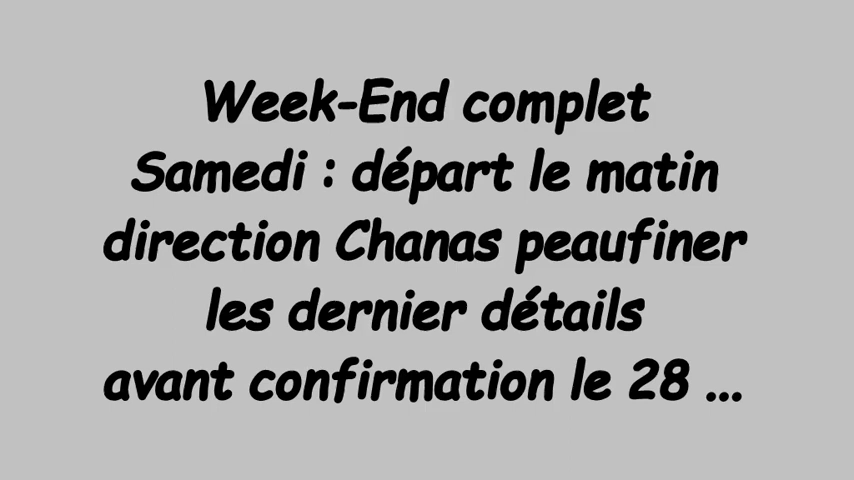 Week-End complet
Samedi : départ le matin
direction Chanas peaufiner
les dernier détails
avant confirmation le 28 ...